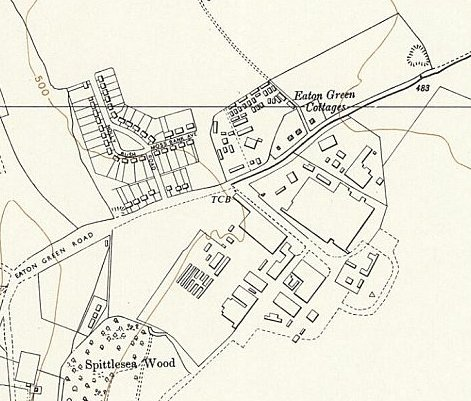 500
Eaton Green
Cottages
483
TCB
EATON GREEN ROAD
Spittlesea Wood